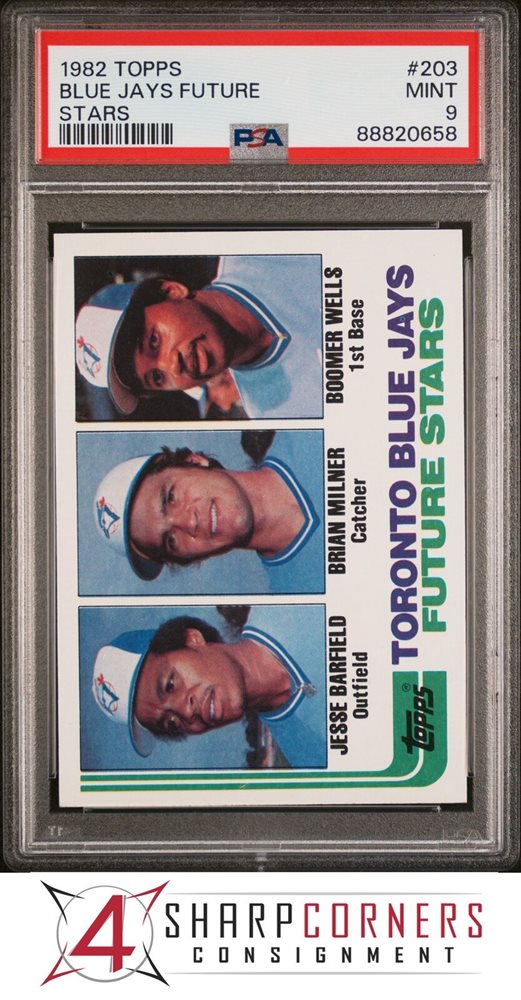 1982 TOPPS #203
BLUE JAYS FUTURE MINT
STARS 9
PSA 88820658
JESSE BARFIELD
Outfield
BRIAN MILNER
Catcher
BOOMER WELLS
1st Base
topps®
TORONTO BLUE JAYS
FUTURE STARS
4
SHARPCORNERS
CONSIGNMENT